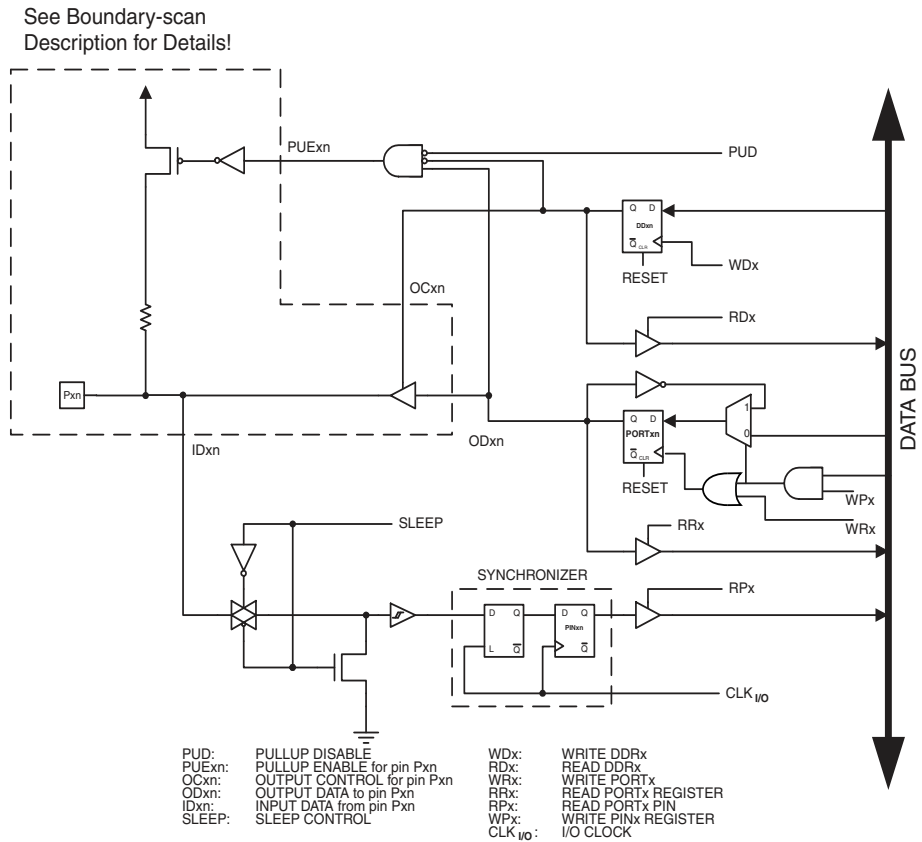 See Boundary-scan
Description for Details!
PUExn
PUD
Q D
DDxn
Q CLR
RESET
WDx
OCxn
RDx
Pxn
ODxn
IDxn
Q D
PORTxn
Q CLR
1
0
RESET
WPx
WRx
RRx
SLEEP
SYNCHRONIZER
RPx
D Q
L Q
D Q
PINxn
Q
CLK I/O
DATA BUS
PUD: PULLUP DISABLE
PUExn: PULLUP ENABLE for pin Pxn
OCxn: OUTPUT CONTROL for pin Pxn
ODxn: OUTPUT DATA to pin Pxn
IDxn: INPUT DATA from pin Pxn
SLEEP: SLEEP CONTROL
WDx: WRITE DDRx
RDx: READ DDRx
WRx: WRITE PORTx
RRx: READ PORTx REGISTER
RPx: READ PORTx PIN
WPx: WRITE PINx REGISTER
CLK I/O : I/O CLOCK